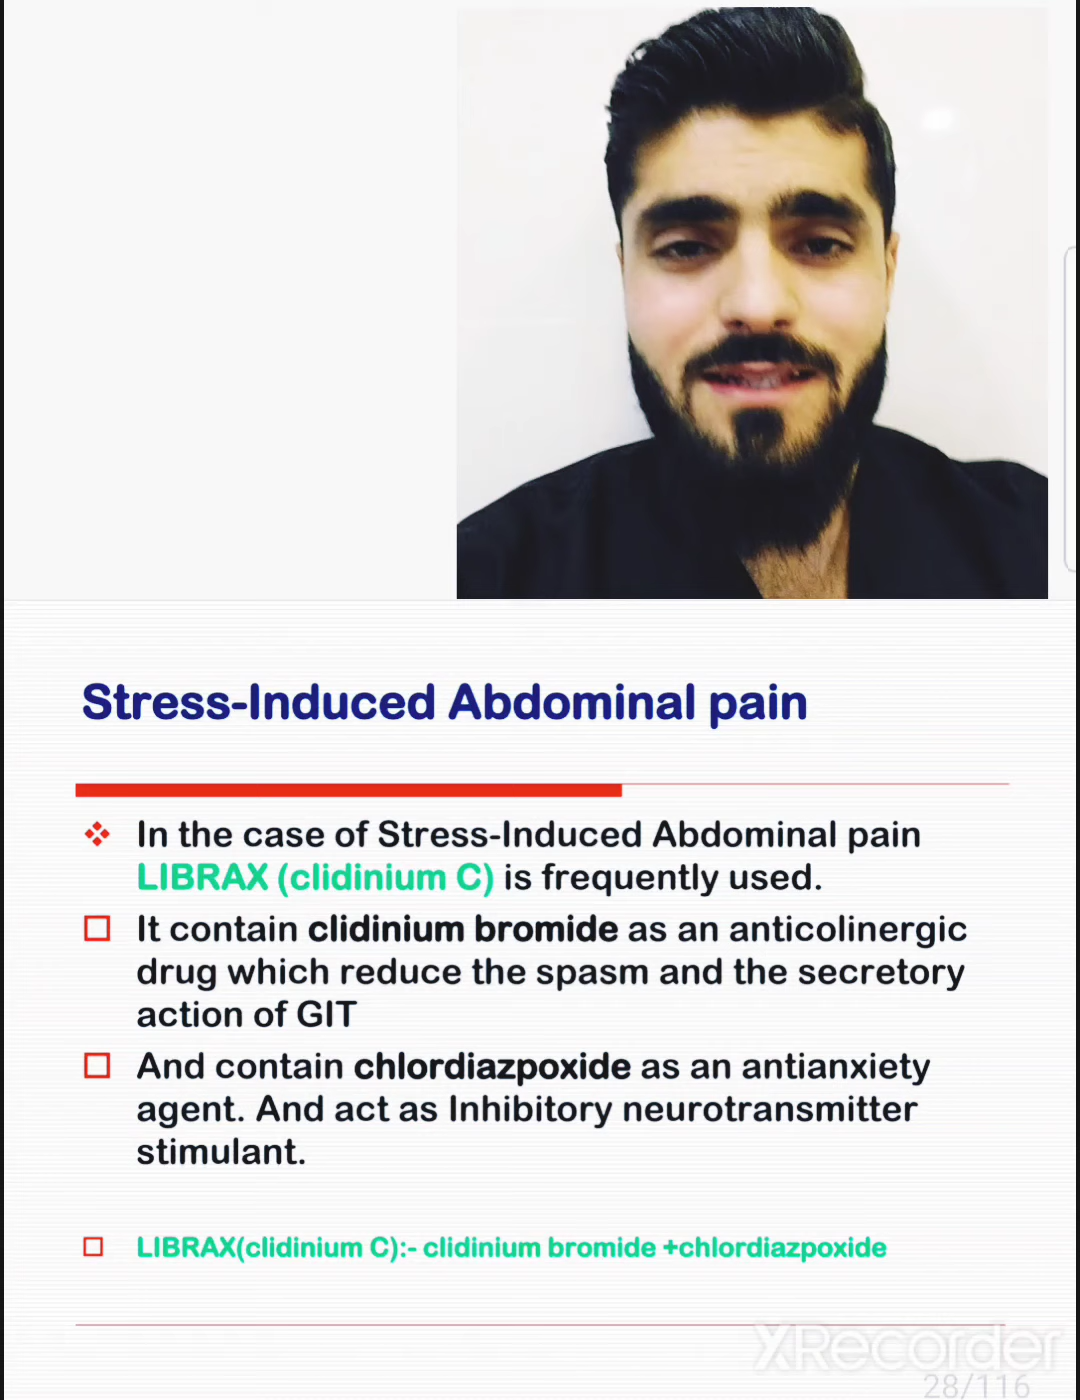 Stress-Induced Abdominal pain
In the case of Stress-Induced Abdominal pain
LIBRAX (clidinium C) is frequently used.
It contain clidinium bromide as an anticolinergic
drug which reduce the spasm and the secretory
action of GIT
And contain chlordiazpoxide as an antianxiety
agent. And act as Inhibitory neurotransmitter
stimulant.
LIBRAX(clidinium C):- clidinium bromide +chlordiazpoxide
XRecorder
28/116